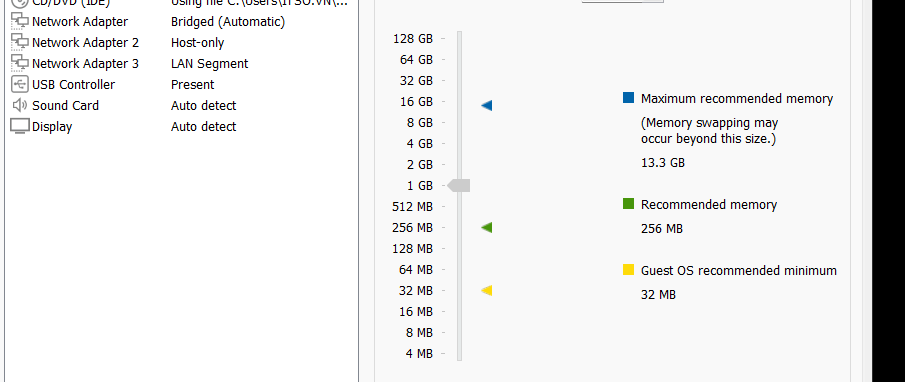 CD/DVD (IDE) Using file C:\Users\ITSO.VN\...
Network Adapter Bridged (Automatic)
Network Adapter 2 Host-only
Network Adapter 3 LAN Segment
USB Controller Present
Sound Card Auto detect
Display Auto detect
128 GB
64 GB
32 GB
16 GB
8 GB
4 GB
2 GB
1 GB
512 MB
256 MB
128 MB
64 MB
32 MB
16 MB
8 MB
4 MB
Maximum recommended memory
(Memory swapping may
occur beyond this size.)
13.3 GB
Recommended memory
256 MB
Guest OS recommended minimum
32 MB